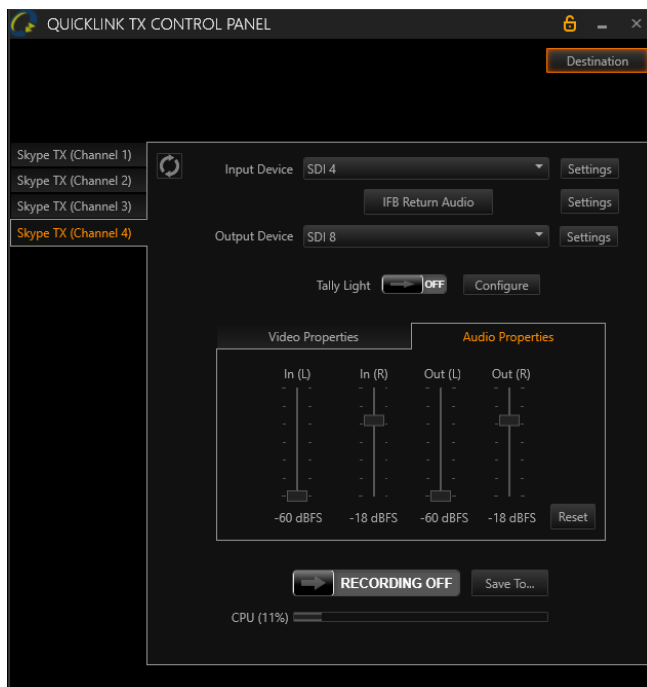 QUICKLINK TX CONTROL PANEL
Destination
Skype TX (Channel 1)
Skype TX (Channel 2)
Skype TX (Channel 3)
Skype TX (Channel 4)
Input Device SDI 4 Settings
IFB Return Audio Settings
Output Device SDI 8 Settings
Tally Light OFF Configure
Video Properties Audio Properties
In (L) In (R) Out (L) Out (R)
-60 dBFS -18 dBFS -60 dBFS -18 dBFS Reset
RECORDING OFF Save To...
CPU (11%)